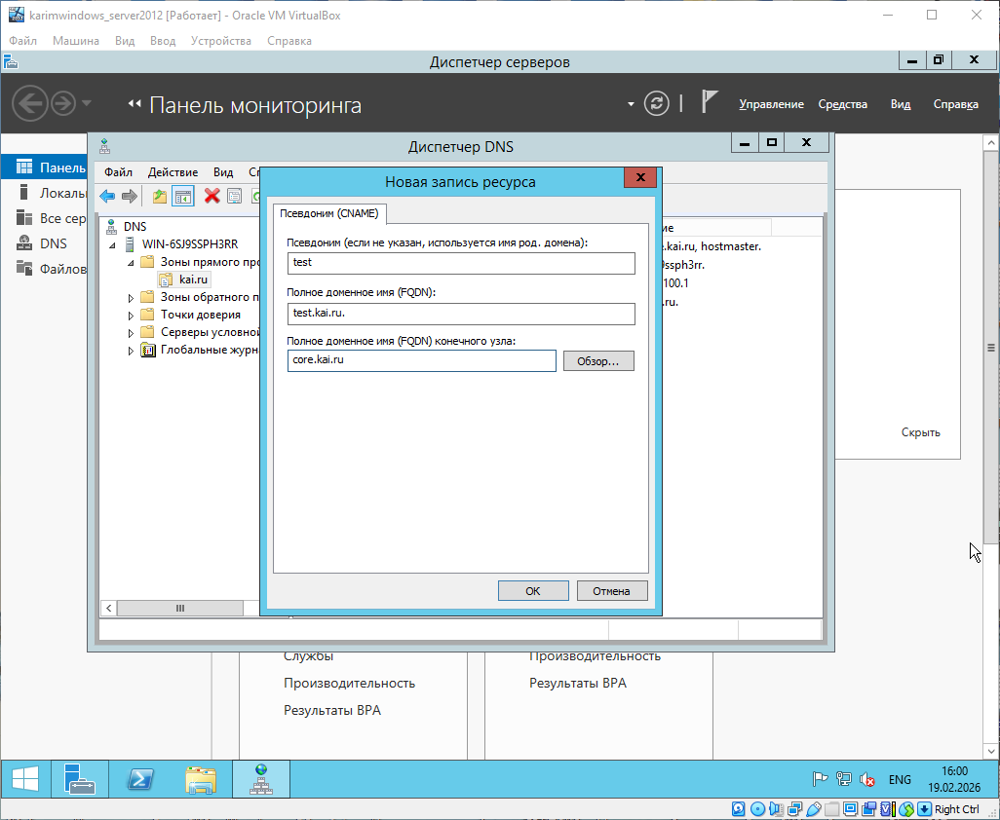 karimwindows_server2012 [Работает] - Oracle VM VirtualBox
Файл Машина Вид Ввод Устройства Справка
Диспетчер серверов
Панель мониторинга
Управление Средства Вид Справка
Панель
Локаль
Все сер
DNS
Файлов
Диспетчер DNS
Файл Действие Вид
DNS
WIN-6SJ9SSPH3RR
Зоны прямого про
kai.ru
Зоны обратного п
Точки доверия
Серверы условной
Глобальные журн
Новая запись ресурса
Псевдоним (CNAME)
Псевдоним (если не указан, используется имя род. домена):
test
Полное доменное имя (FQDN):
test.kai.ru.
Полное доменное имя (FQDN) конечного узла:
core.kai.ru
Обзор...
ОК Отмена
ие
.kai.ru, hostmaster.
ssph3rr.
100.1
.ru.
Скрыть
Службы
Производительность
Результаты BPA
Производительность
Результаты BPA
ENG
16:00
19.02.2026
Right Ctrl